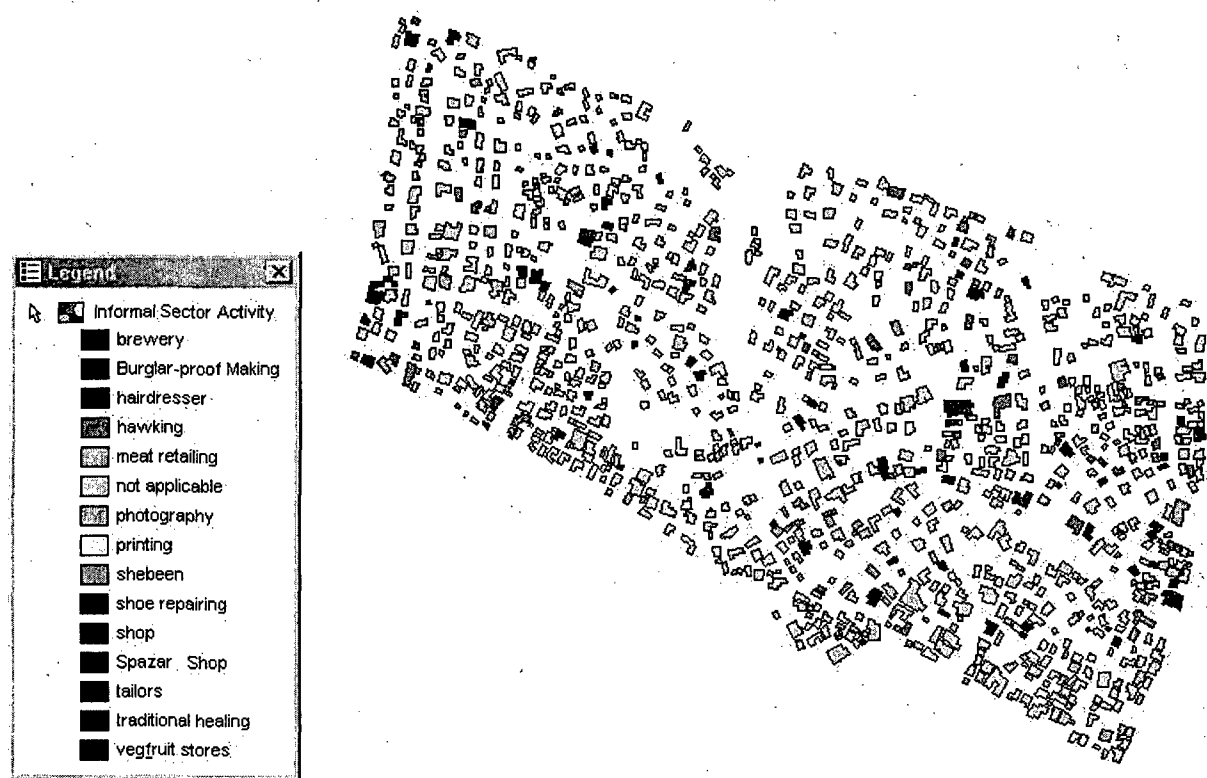 Legend
Informal Sector Activity
brewery
Burglar-proof Making
hairdresser
hawking
meat retailing
not applicable
photography
printing
shebeen
shoe repairing
shop
Spazar Shop
tailors
traditional healing
vegfruit stores